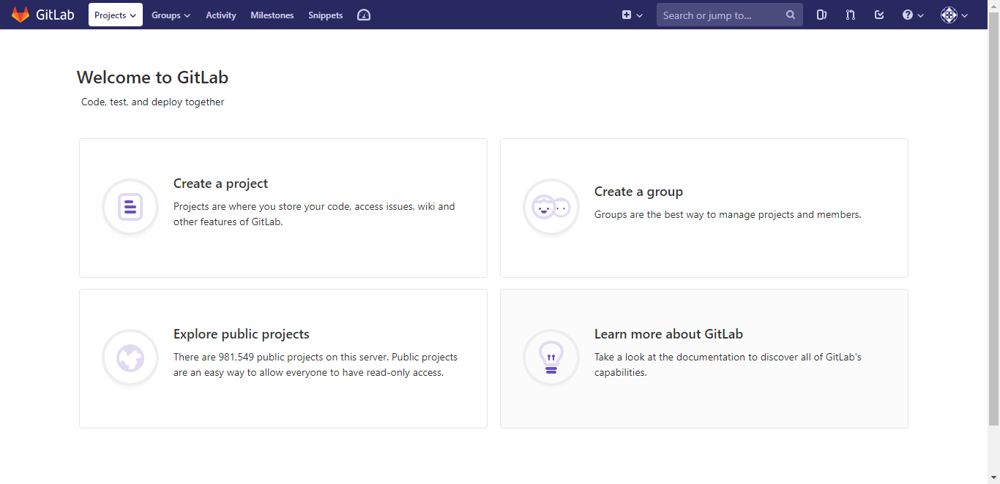 GitLab Projects Groups Activity Milestones Snippets Search or jump to...
Welcome to GitLab
Code, test, and deploy together
Create a project
Projects are where you store your code, access issues, wiki and
other features of GitLab.
Create a group
Groups are the best way to manage projects and members.
Explore public projects
There are 981,549 public projects on this server. Public projects
are an easy way to allow everyone to have read-only access.
Learn more about GitLab
Take a look at the documentation to discover all of GitLab's
capabilities.